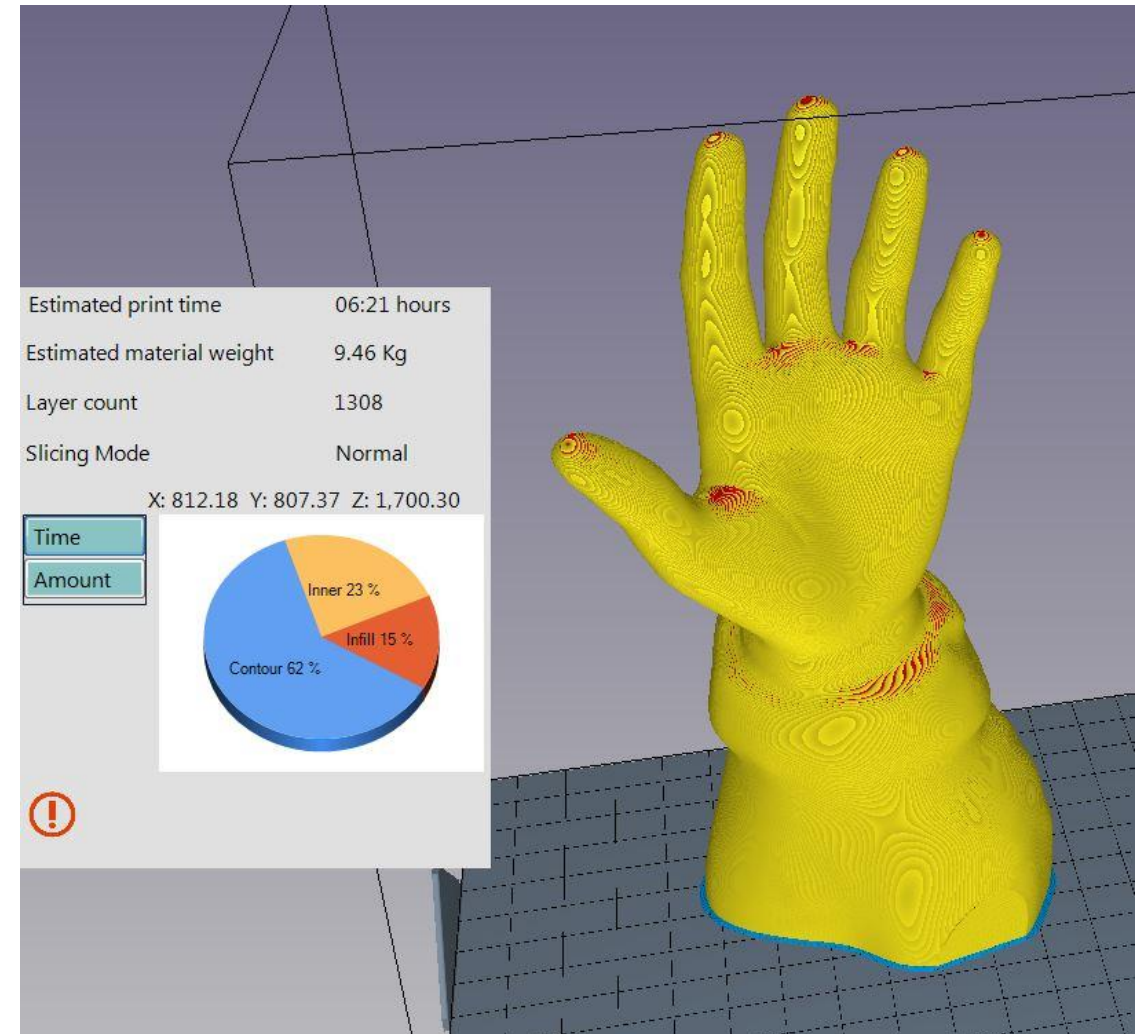 Estimated print time 06:21 hours
Estimated material weight 9.46 Kg
Layer count 1308
Slicing Mode Normal
X: 812.18 Y: 807.37 Z: 1,700.30
Time
Amount
Inner 23 %
Infill 15 %
Contour 62 %